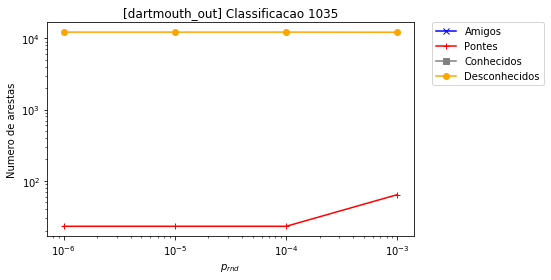 [dartmouth_out] Classificacao 1035
Amigos
Pontes
Conhecidos
Desconhecidos
Numero de arestas
10⁴
10³
10²
10⁻⁶
10⁻⁵
10⁻⁴
10⁻³
p_rnd